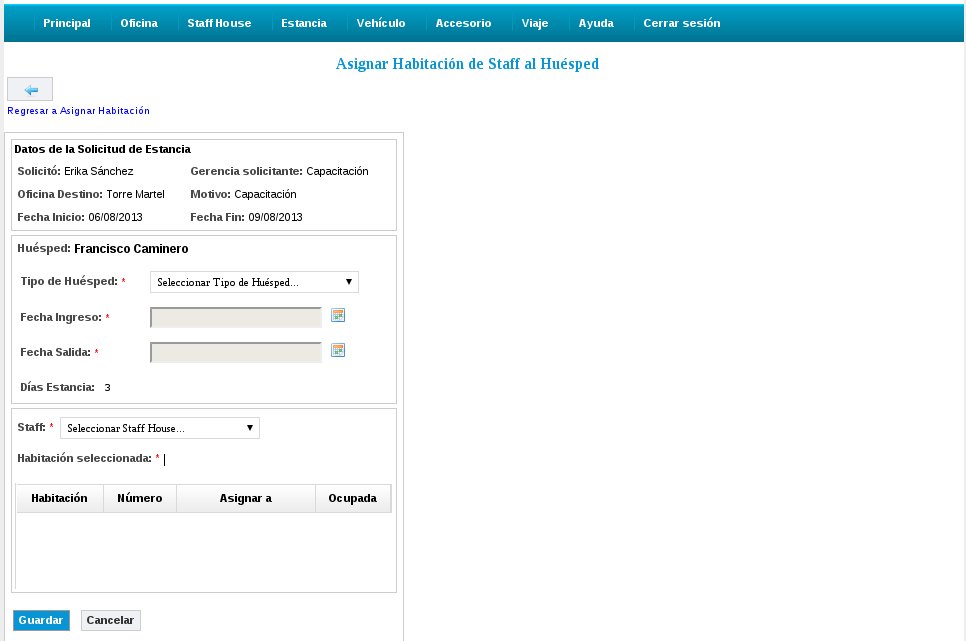 Principal Oficina Staff House Estancia Vehículo Accesorio Viaje Ayuda Cerrar sesión
Asignar Habitación de Staff al Huésped
Regresar a Asignar Habitación
Datos de la Solicitud de Estancia
Solicitó: Erika Sánchez Gerencia solicitante: Capacitación
Oficina Destino: Torre Martel Motivo: Capacitación
Fecha Inicio: 06/08/2013 Fecha Fin: 09/08/2013
Huésped: Francisco Caminero
Tipo de Huésped: * Seleccionar Tipo de Huésped...
Fecha Ingreso: *
Fecha Salida: *
Días Estancia: 3
Staff: * Seleccionar Staff House...
Habitación seleccionada: *
Habitación Número Asignar a Ocupada
Guardar Cancelar